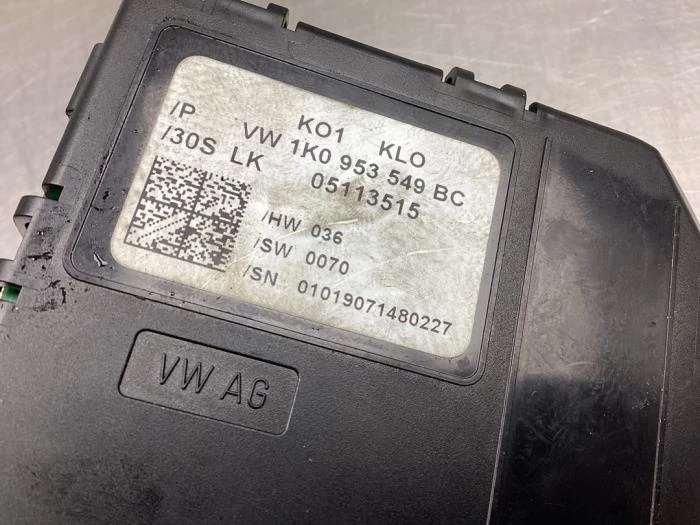 KO1 KLO
/P VW 1K0 953 549 BC
/30S LK 05113515
/HW 036
/SW 0070
/SN 01019071480227
VW AG